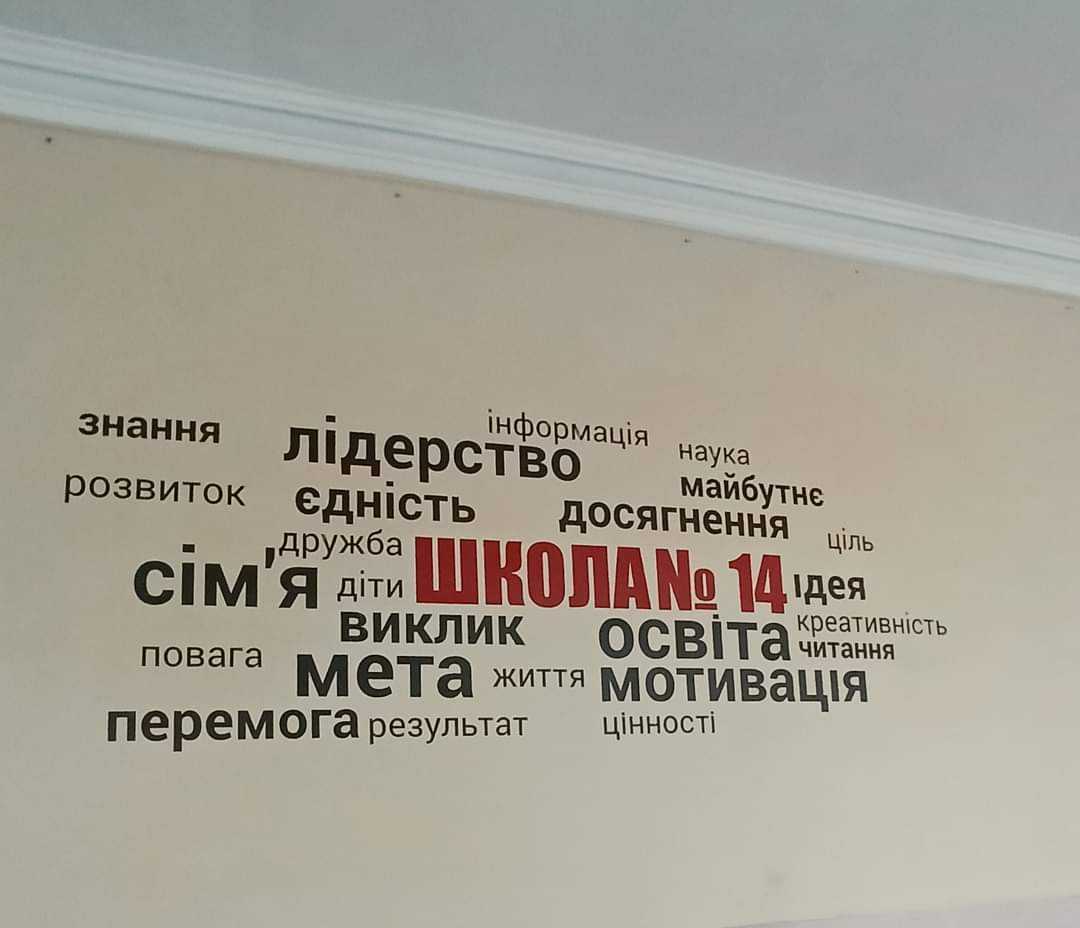 знання лідерство інформація наука
розвиток єдність досягнення майбутнє
дружба ціль
сім'я діти ШКОЛА№ 14 ідея
виклик освіта креативність
повага мета життя мотивація читання
перемога результат цінності